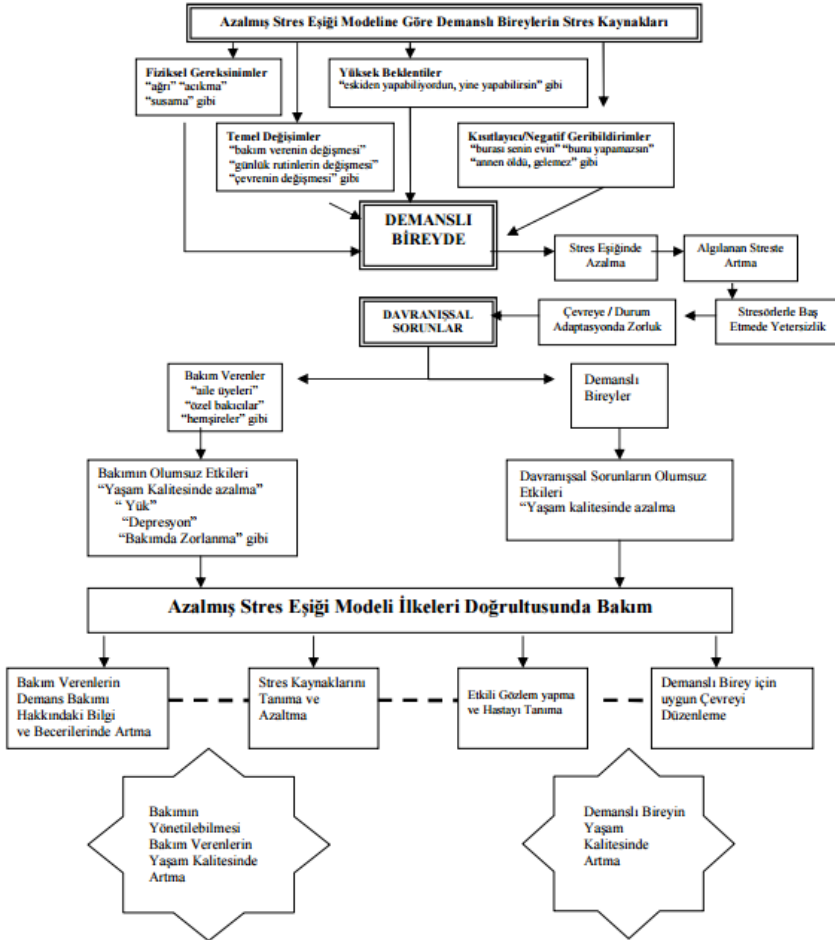 Azalmış Stres Eşiği Modeline Göre Demanslı Bireylerin Stres Kaynakları
Fiziksel Gereksinimler
“ağrı” “acıkma”
“susama” gibi
Yüksek Beklentiler
“eskiden yapabiliyordun, yine yapabilirsin” gibi
Temel Değişimler
“bakım verenin değişmesi”
“günlük rutinlerin değişmesi”
“çevrenin değişmesi” gibi
Kısıtlayıcı/Negatif Geribildirimler
“burası senin evin” “bunu yapamazsın”
“annen öldü, gelemez” gibi
DEMANSLI
BİREYDE
Stres Eşiğinde
Azalma
Algılanan Streste
Artma
DAVRANIŞSAL
SORUNLAR
Çevreye / Durum
Adaptasyonda Zorluk
Stresörlerle Baş
Etmede Yetersizlik
Bakım Verenler
“aile üyeleri”
“özel bakıcılar”
“hemşireler” gibi
Demanslı
Bireyler
Bakımın Olumsuz Etkileri
“Yaşam Kalitesinde azalma”
“ Yük”
“Depresyon”
“Bakımda Zorlanma” gibi
Davranışsal Sorunların Olumsuz
Etkileri
“Yaşam kalitesinde azalma
Azalmış Stres Eşiği Modeli İlkeleri Doğrultusunda Bakım
Bakım Verenlerin
Demans Bakımı
Hakkındaki Bilgi
ve Becerilerinde Artma
Stres Kaynaklarını
Tanıma ve
Azaltma
Etkili Gözlem yapma
ve Hastayı Tanıma
Demanslı Birey için
uygun Çevreyi
Düzenleme
Bakımın
Yönetilebilmesi
Bakım Verenlerin
Yaşam Kalitesinde
Artma
Demanslı Bireyin
Yaşam
Kalitesinde
Artma